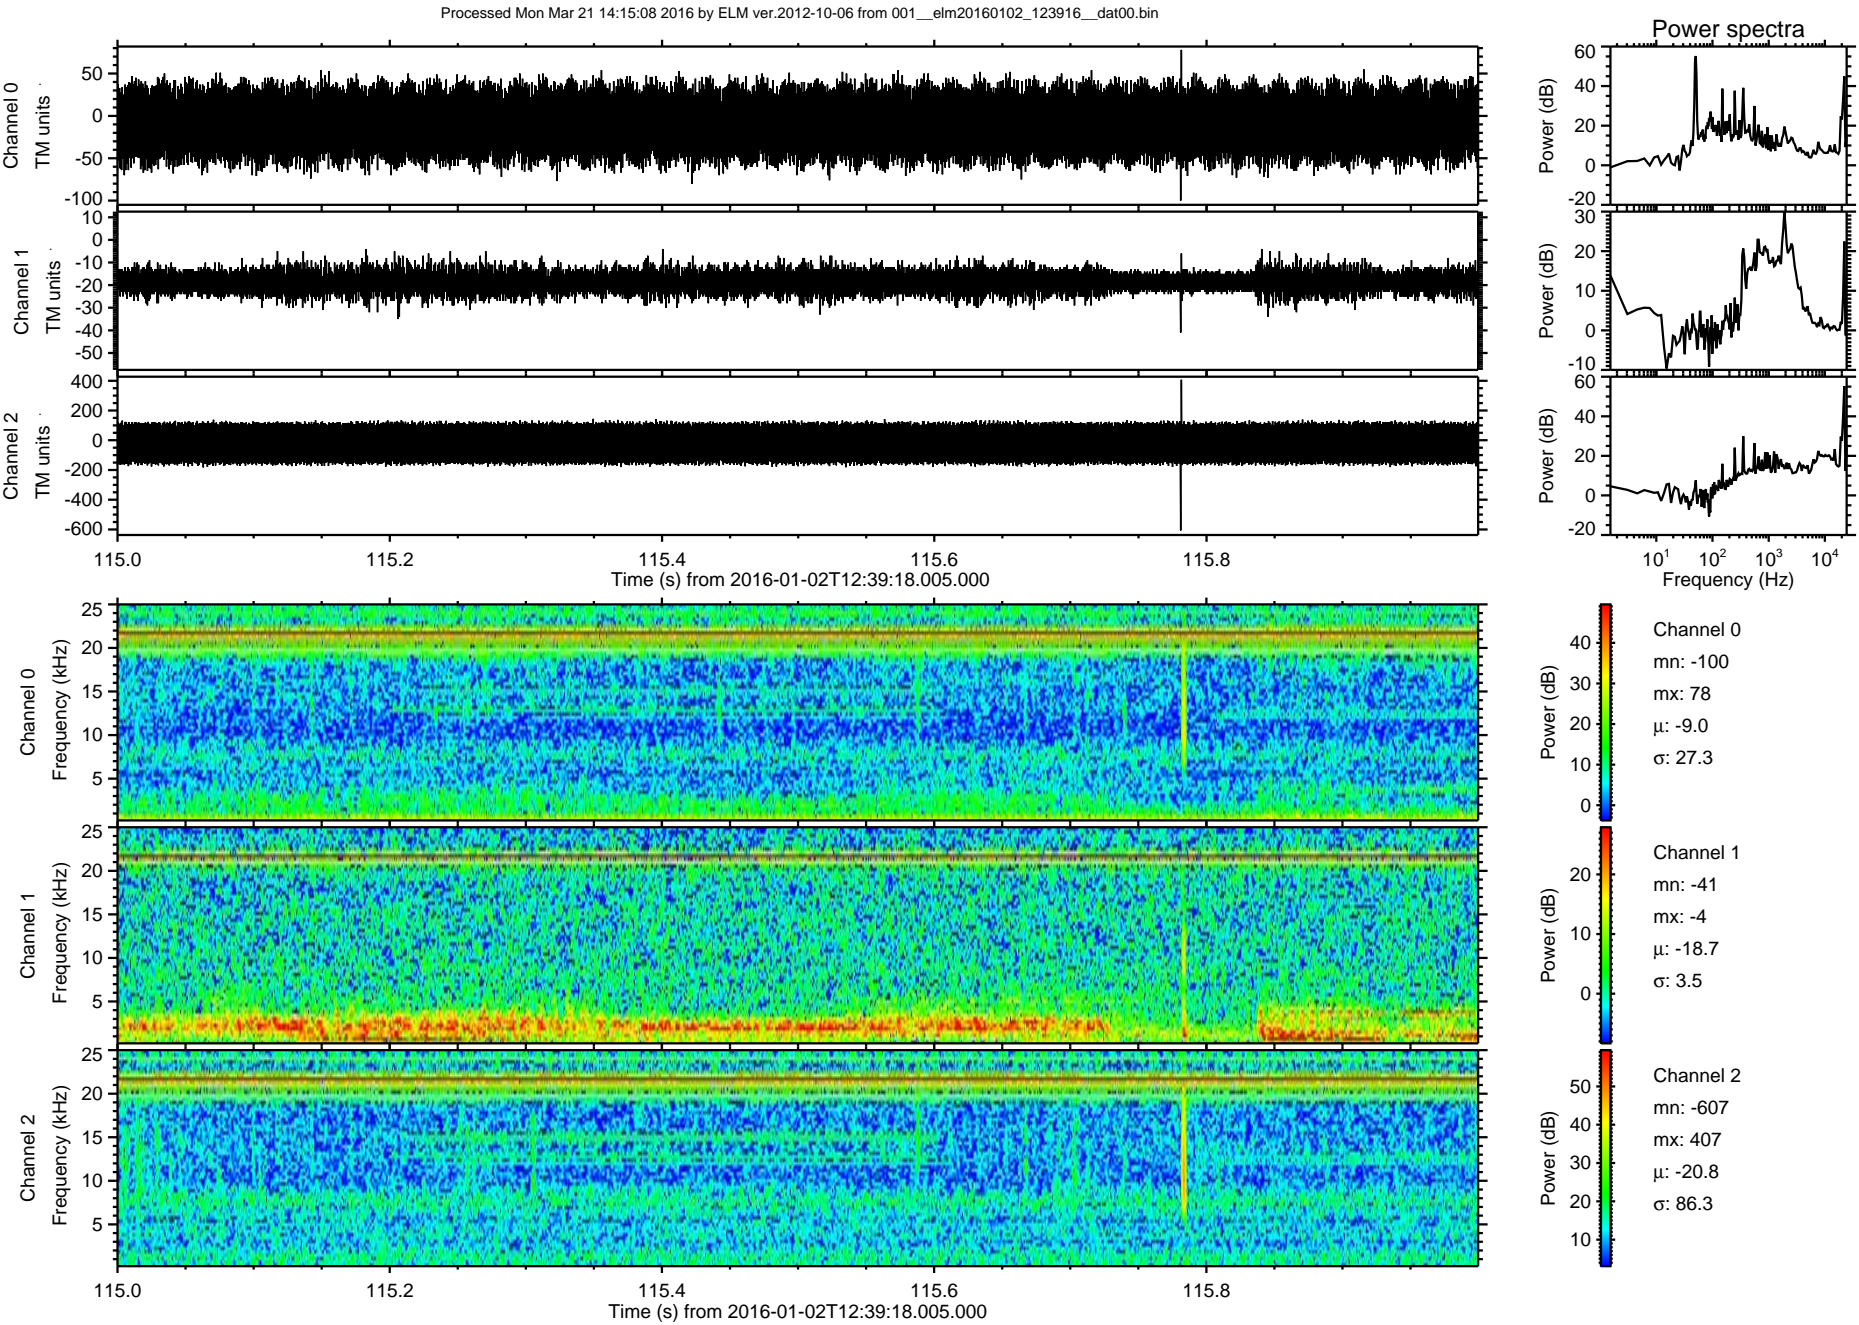 Processed Mon Mar 21 14:15:08 2016 by ELM ver.2012-10-06 from 001__elm20160102_123916__dat00.bin
Power spectra
Channel 0
TM units
50
0
-50
-100
Power (dB)
60
40
20
0
-20
Channel 1
TM units
10
0
-10
-20
-30
-40
-50
Power (dB)
30
20
10
0
-10
Channel 2
TM units
400
200
0
-200
-400
-600
Power (dB)
60
40
20
0
-20
115.0 115.2 115.4 115.6 115.8
Time (s) from 2016-01-02T12:39:18.005.000
10¹ 10² 10³ 10⁴
Frequency (Hz)
Channel 0
Frequency (kHz)
25
20
15
10
5
Power (dB)
40
30
20
10
0
Channel 0
mn: -100
mx: 78
μ: -9.0
σ: 27.3
Channel 1
Frequency (kHz)
25
20
15
10
5
Power (dB)
20
10
0
Channel 1
mn: -41
mx: -4
μ: -18.7
σ: 3.5
Channel 2
Frequency (kHz)
25
20
15
10
5
Power (dB)
50
40
30
20
10
Channel 2
mn: -607
mx: 407
μ: -20.8
σ: 86.3
115.0 115.2 115.4 115.6 115.8
Time (s) from 2016-01-02T12:39:18.005.000